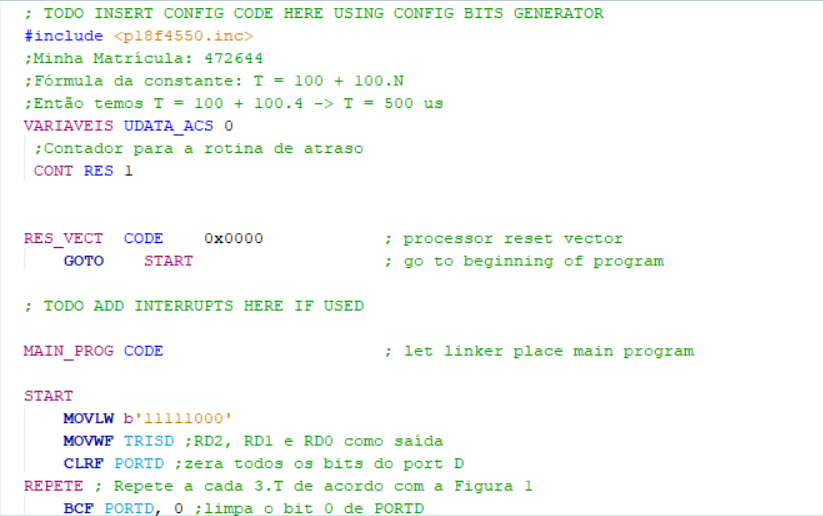 ; TODO INSERT CONFIG CODE HERE USING CONFIG BITS GENERATOR
#include <p18f4550.inc>
;Minha Matrícula: 472644
;Fórmula da constante: T = 100 + 100.N
;Então temos T = 100 + 100.4 -> T = 500 us
VARIAVEIS UDATA_ACS 0
;Contador para a rotina de atraso
CONT RES 1
RES_VECT CODE 0x0000 ; processor reset vector
GOTO START ; go to beginning of program
; TODO ADD INTERRUPTS HERE IF USED
MAIN_PROG CODE ; let linker place main program
START
MOVLW b'11111000'
MOVWF TRISD ;RD2, RD1 e RD0 como saída
CLRF PORTD ;zera todos os bits do port D
REPETE ; Repete a cada 3.T de acordo com a Figura 1
BCF PORTD, 0 ;limpa o bit 0 de PORTD